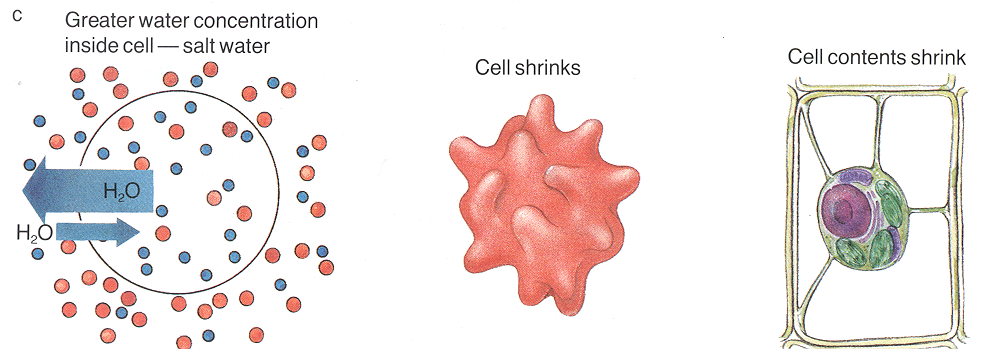 c
Greater water concentration
inside cell — salt water
Cell shrinks
Cell contents shrink
H₂O
H₂O